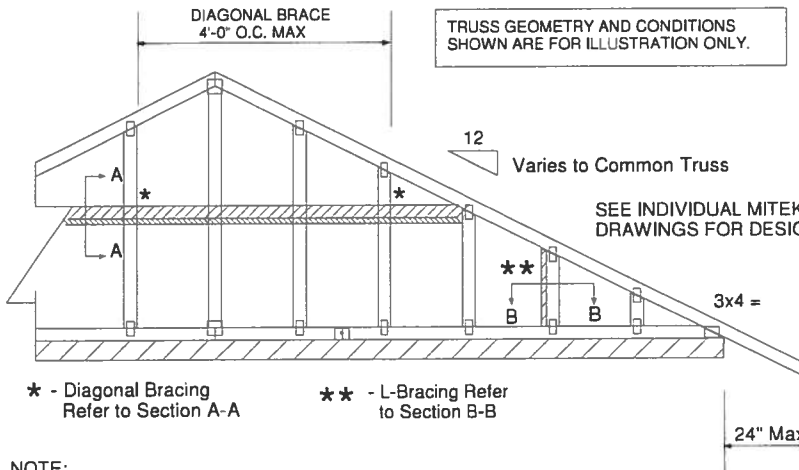 DIAGONAL BRACE
4'-0" O.C. MAX
TRUSS GEOMETRY AND CONDITIONS
SHOWN ARE FOR ILLUSTRATION ONLY.
12
Varies to Common Truss
A
*
*
SEE INDIVIDUAL MITEK
DRAWINGS FOR DESIG
A
**
B
B
3x4 =
* - Diagonal Bracing
Refer to Section A-A
** - L-Bracing Refer
to Section B-B
24" Max
NOTE: